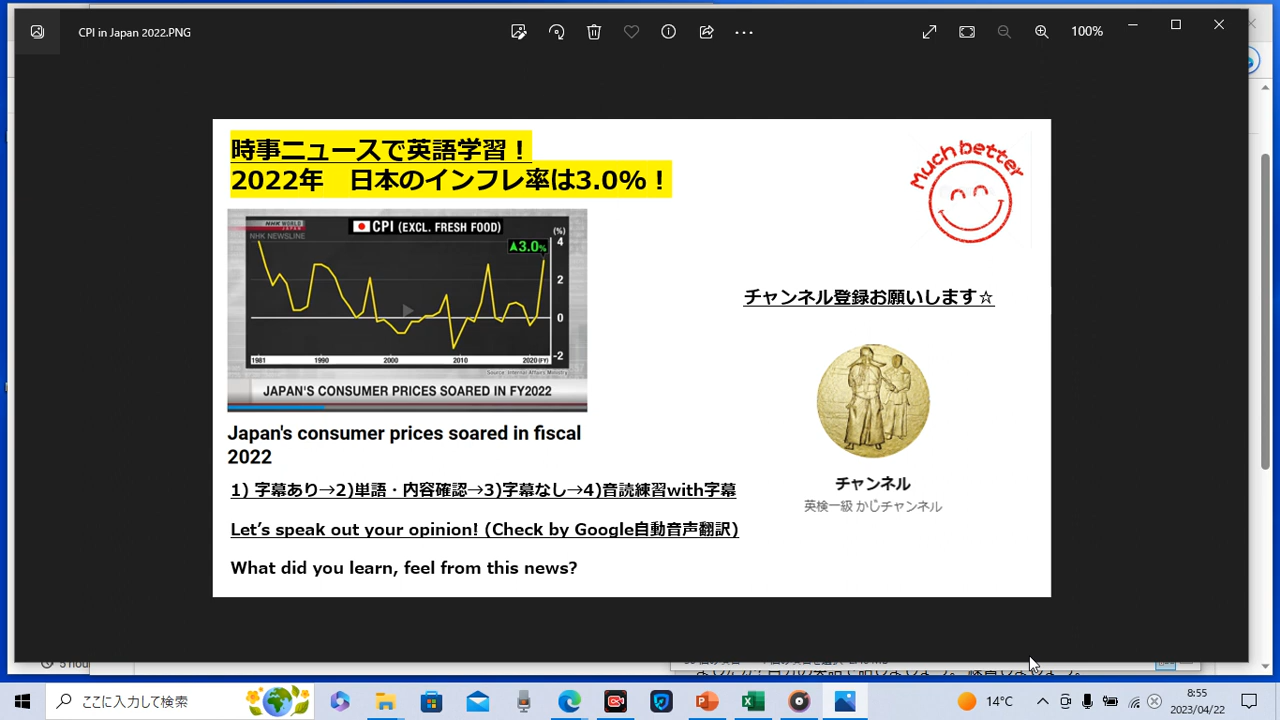 CPI in Japan 2022.PNG
100%
時事ニュースで英語学習！
2022年　日本のインフレ率は3.0%！
Much better
NHK WORLD
JAPAN
NHK NEWSLINE
CPI (EXCL. FRESH FOOD)
(%)
▲3.0%
4
2
0
-2
1981
1990
2000
2010
2020(FY)
Source: Internal Affairs Ministry
JAPAN'S CONSUMER PRICES SOARED IN FY2022
チャンネル登録お願いします☆
Japan's consumer prices soared in fiscal
2022
チャンネル
英検一級 かじチャンネル
1) 字幕あり→2)単語・内容確認→3)字幕なし→4)音読練習with字幕
Let’s speak out your opinion! (Check by Google自動音声翻訳)
What did you learn, feel from this news?
5 hou
ここに入力して検索
14°C
8:55
2023/04/22